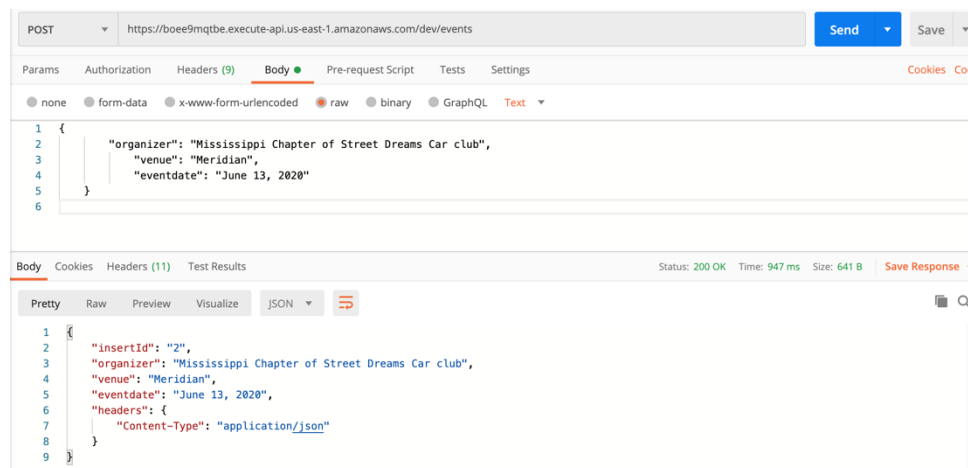 POST https://boee9mqtbe.execute-api.us-east-1.amazonaws.com/dev/events Send Save
Params Authorization Headers (9) Body Pre-request Script Tests Settings Cookies Co
none form-data x-www-form-urlencoded raw binary GraphQL Text
1 {
2 "organizer": "Mississippi Chapter of Street Dreams Car club",
3 "venue": "Meridian",
4 "eventdate": "June 13, 2020"
5 }
6
Body Cookies Headers (11) Test Results Status: 200 OK Time: 947 ms Size: 641 B Save Response
Pretty Raw Preview Visualize JSON
1 {
2 "insertId": "2",
3 "organizer": "Mississippi Chapter of Street Dreams Car club",
4 "venue": "Meridian",
5 "eventdate": "June 13, 2020",
6 "headers": {
7 "Content-Type": "application/json"
8 }
9 }